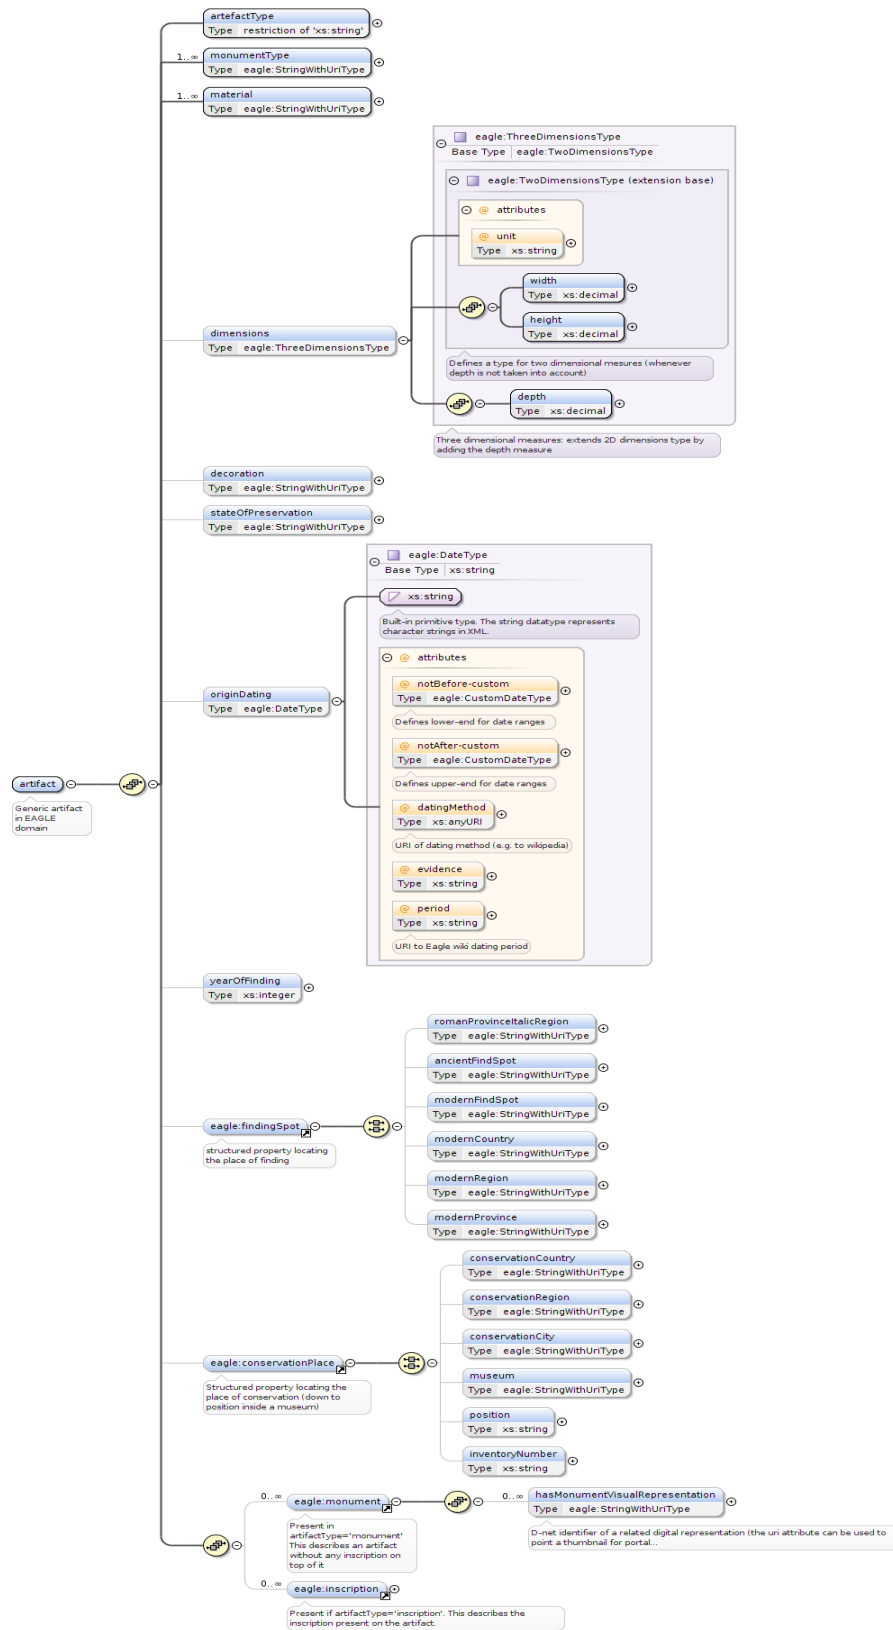 artefactType
Type restriction of 'xs:string'
1..∞ monumentType
Type eagle:StringWithUriType
1..∞ material
Type eagle:StringWithUriType
eagle:ThreeDimensionsType
Base Type eagle:TwoDimensionsType
eagle:TwoDimensionsType (extension base)
@ attributes
@ unit
Type xs:string
width
Type xs:decimal
height
Type xs:decimal
dimensions
Type eagle:ThreeDimensionsType
Defines a type for two dimensional mesures (whenever
depth is not taken into account)
depth
Type xs:decimal
Three dimensional measures: extends 2D dimensions type by
adding the depth measure
decoration
Type eagle:StringWithUriType
stateOfPreservation
Type eagle:StringWithUriType
eagle:DateType
Base Type xs:string
xs:string
Built-in primitive type. The string datatype represents
character strings in XML.
@ attributes
@ notBefore-custom
Type eagle:CustomDateType
Defines lower-end for date ranges
originDating
Type eagle:DateType
@ notAfter-custom
Type eagle:CustomDateType
Defines upper-end for date ranges
artifact
Generic artifact
in EAGLE
domain
@ datingMethod
Type xs:anyURI
URI of dating method (e.g. to wikipedia)
@ evidence
Type xs:string
@ period
Type xs:string
URI to Eagle wiki dating period
yearOfFinding
Type xs:integer
romanProvinceItalicRegion
Type eagle:StringWithUriType
ancientFindSpot
Type eagle:StringWithUriType
modernFindSpot
Type eagle:StringWithUriType
eagle:findingSpot
structured property locating
the place of finding
modernCountry
Type eagle:StringWithUriType
modernRegion
Type eagle:StringWithUriType
modernProvince
Type eagle:StringWithUriType
conservationCountry
Type eagle:StringWithUriType
conservationRegion
Type eagle:StringWithUriType
conservationCity
Type eagle:StringWithUriType
eagle:conservationPlace
Structured property locating the
place of conservation (down to
position inside a museum)
museum
Type eagle:StringWithUriType
position
Type xs:string
inventoryNumber
Type xs:string
0..∞ eagle:monument
0..∞ hasMonumentVisualRepresentation
Type eagle:StringWithUriType
D-net identifier of a related digital representation (the uri attribute can be used to
point a thumbnail for portal...
Present in
artifactType='monument'
This describes an artifact
without any inscription on
top of it
0..∞ eagle:inscription
Present if artifactType='inscription'. This describes the
inscription present on the artifact.